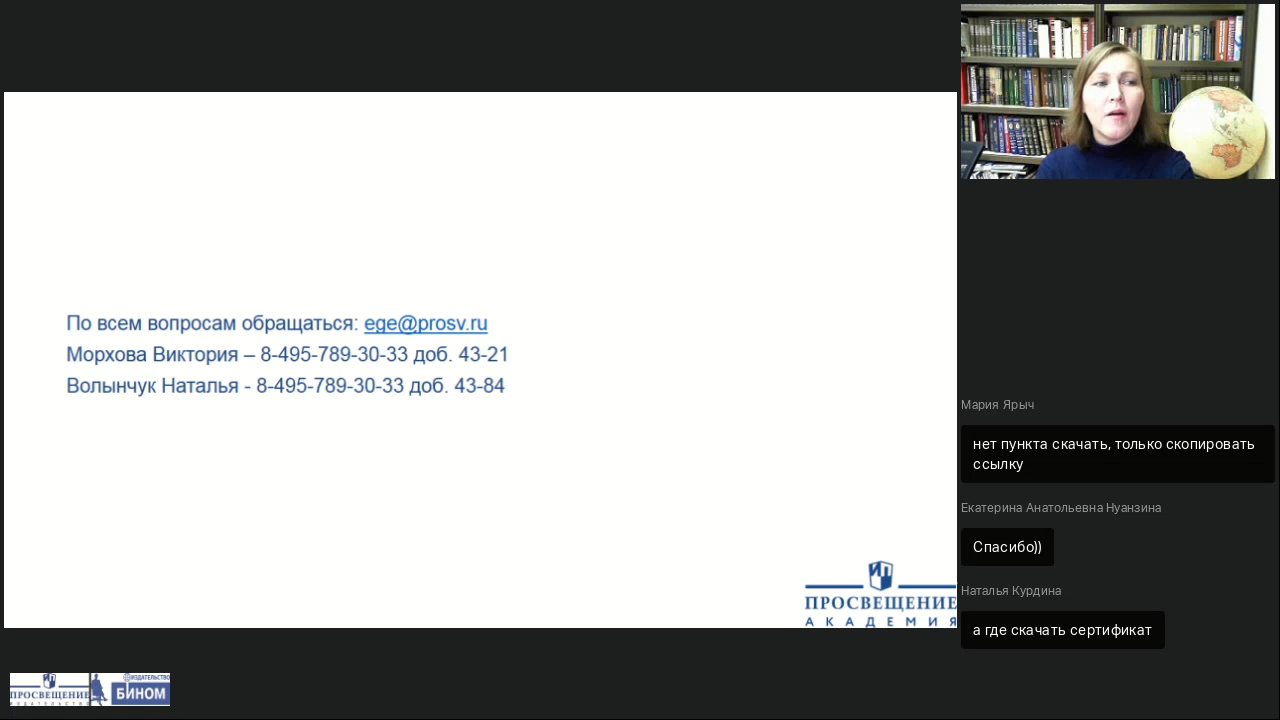 По всем вопросам обращаться: ege@prosv.ru
Морхова Виктория – 8-495-789-30-33 доб. 43-21
Волынчук Наталья - 8-495-789-30-33 доб. 43-84
ПРОСВЕЩЕНИЕ
АКАДЕМИЯ
Мария Ярыч
нет пункта скачать, только скопировать
ссылку
Екатерина Анатольевна Нуанзина
Спасибо))
Наталья Курдина
а где скачать сертификат
ПРОСВЕЩЕНИЕ
ИЗДАТЕЛЬСТВО
ИЗДАТЕЛЬСТВО
БИНОМ